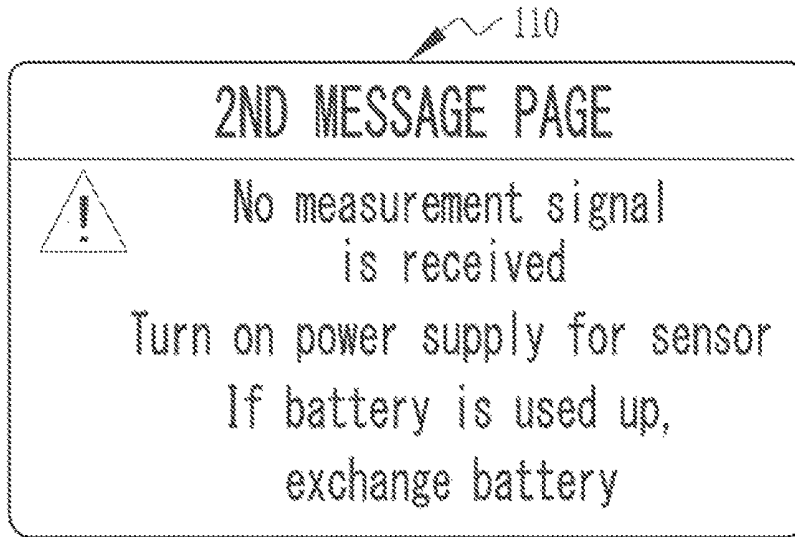 110
2ND MESSAGE PAGE
!
No measurement signal
is received
Turn on power supply for sensor
If battery is used up,
exchange battery